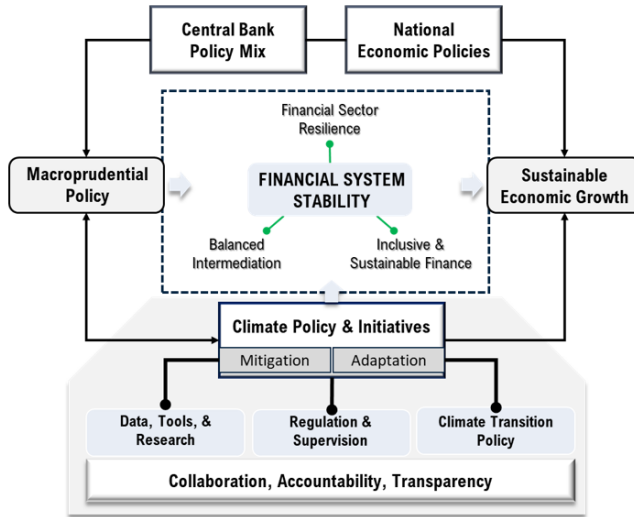 Central Bank
Policy Mix
National
Economic Policies
Financial Sector
Resilience
Macroprudential
Policy
FINANCIAL SYSTEM
STABILITY
Sustainable
Economic Growth
Balanced
Intermediation
Inclusive &
Sustainable Finance
Climate Policy & Initiatives
Mitigation
Adaptation
Data, Tools, &
Research
Regulation &
Supervision
Climate Transition
Policy
Collaboration, Accountability, Transparency